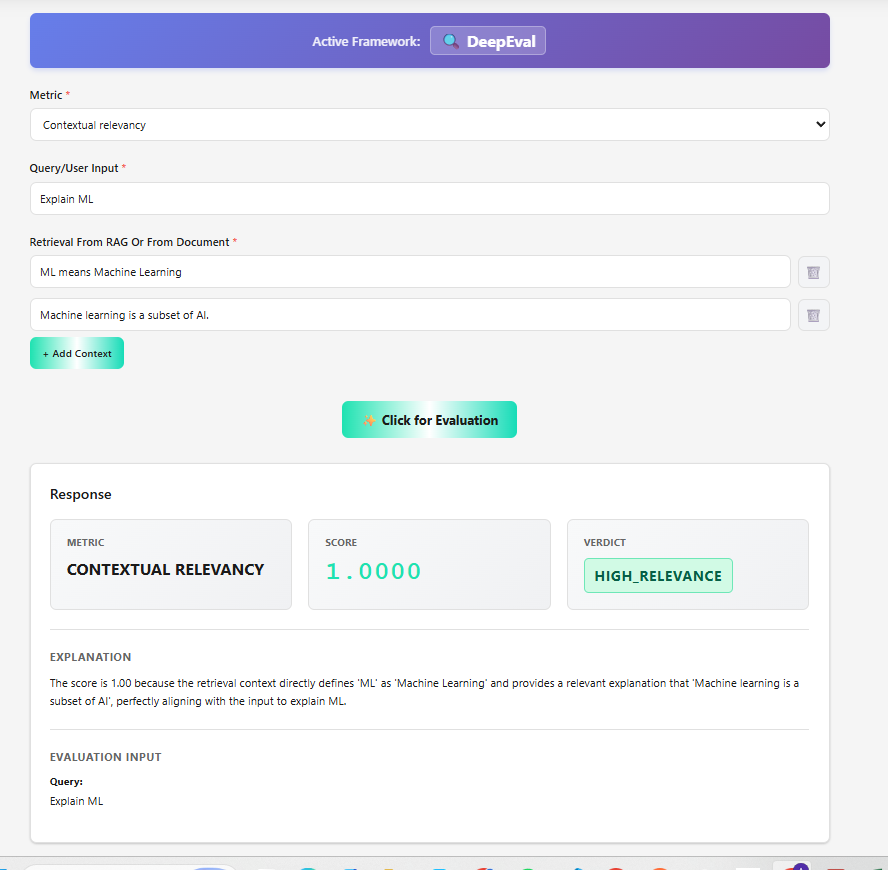 Active Framework: DeepEval
Metric *
Contextual relevancy
Query/User Input *
Explain ML
Retrieval From RAG Or From Document *
ML means Machine Learning
Machine learning is a subset of AI.
+ Add Context
Click for Evaluation
Response
METRIC
CONTEXTUAL RELEVANCY
SCORE
1.0000
VERDICT
HIGH_RELEVANCE
EXPLANATION
The score is 1.00 because the retrieval context directly defines 'ML' as 'Machine Learning' and provides a relevant explanation that 'Machine learning is a
subset of AI', perfectly aligning with the input to explain ML.
EVALUATION INPUT
Query:
Explain ML